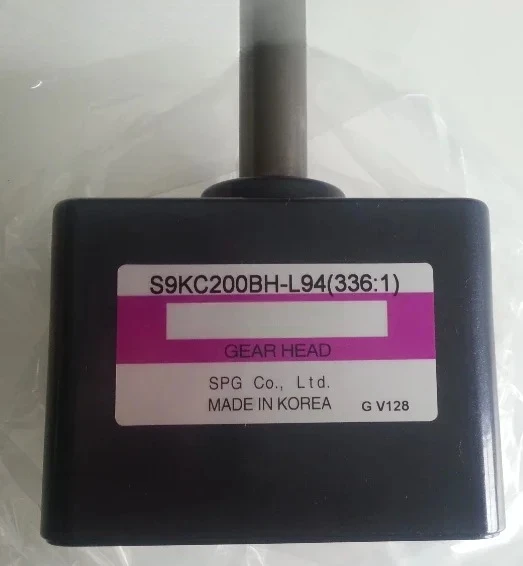 S9KC200BH-L94(336:1)
GEAR HEAD
SPG Co., Ltd.
MADE IN KOREA G V128